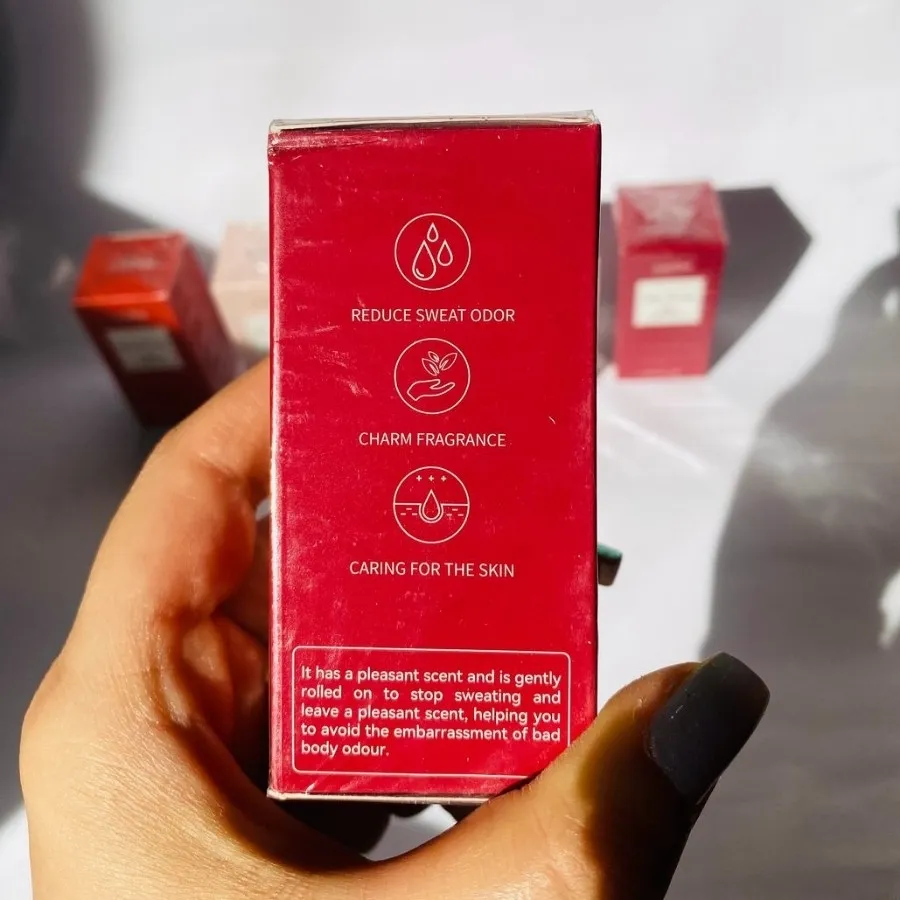 REDUCE SWEAT ODOR
CHARM FRAGRANCE
CARING FOR THE SKIN
It has a pleasant scent and is gently
rolled on to stop sweating and
leave a pleasant scent, helping you
to avoid the embarrassment of bad
body odour.